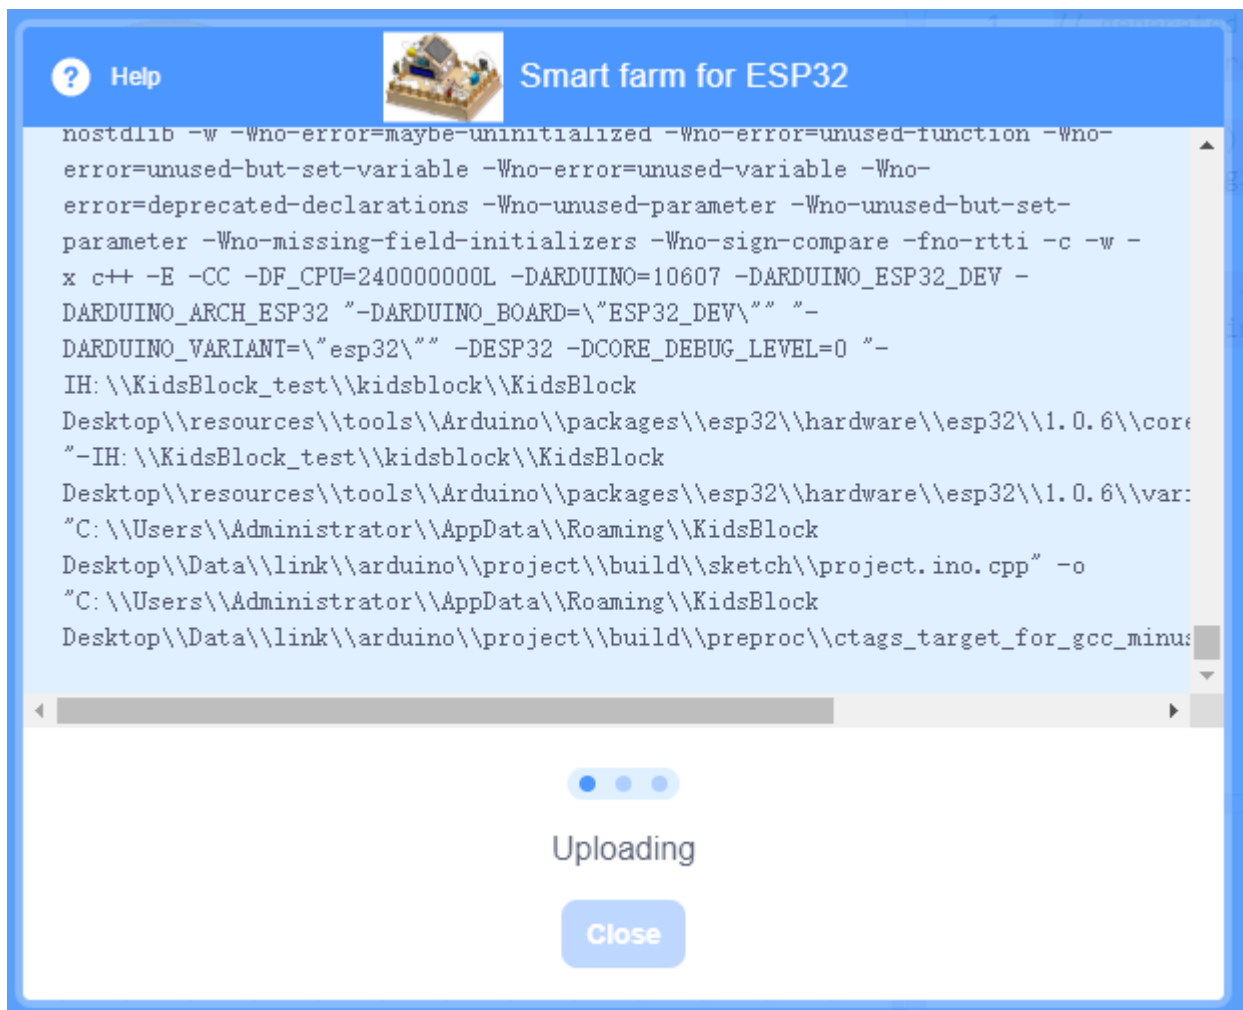 Help
Smart farm for ESP32
nostdlib -w -Wno-error=maybe-uninitialized -Wno-error=unused-function -Wno-
error=unused-but-set-variable -Wno-error=unused-variable -Wno-
error=deprecated-declarations -Wno-unused-parameter -Wno-unused-but-set-
parameter -Wno-missing-field-initializers -Wno-sign-compare -fno-rtti -c -w -
x c++ -E -CC -DF_CPU=240000000L -DARDUINO=10607 -DARDUINO_ESP32_DEV -
DARDUINO_ARCH_ESP32 "-DARDUINO_BOARD=\"ESP32_DEV\"" "-
DARDUINO_VARIANT=\"esp32\"" -DESP32 -DCORE_DEBUG_LEVEL=0 "-
IH:\\KidsBlock_test\\kidsblock\\KidsBlock
Desktop\\resources\\tools\\Arduino\\packages\\esp32\\hardware\\esp32\\1.0.6\\core
"-IH:\\KidsBlock_test\\kidsblock\\KidsBlock
Desktop\\resources\\tools\\Arduino\\packages\\esp32\\hardware\\esp32\\1.0.6\\vari
"C:\\Users\\Administrator\\AppData\\Roaming\\KidsBlock
Desktop\\Data\\link\\arduino\\project\\build\\sketch\\project.ino.cpp" -o
"C:\\Users\\Administrator\\AppData\\Roaming\\KidsBlock
Desktop\\Data\\link\\arduino\\project\\build\\preproc\\ctags_target_for_gcc_minus
Uploading
Close